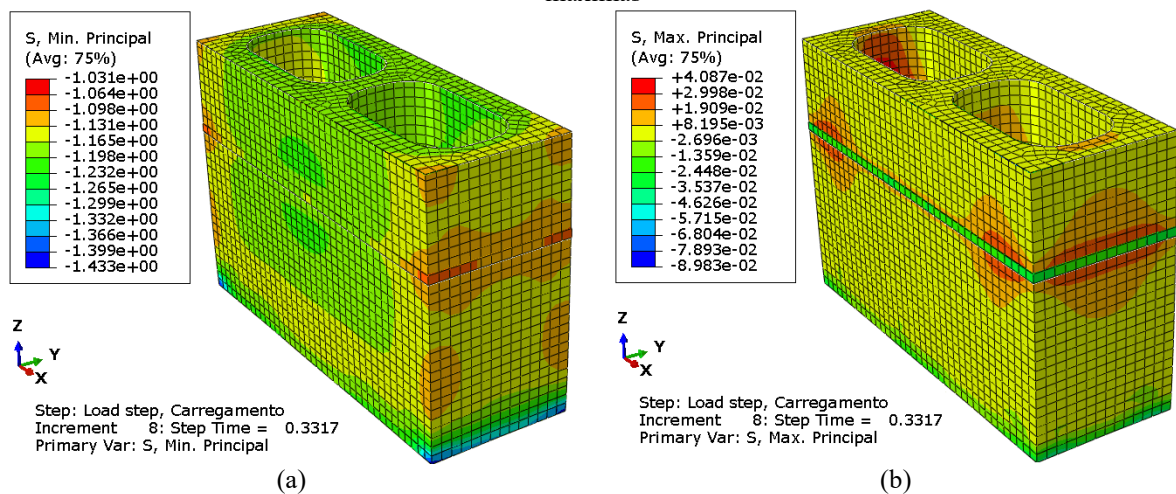 S, Min. Principal
(Avg: 75%)
-1.031e+00
-1.064e+00
-1.098e+00
-1.131e+00
-1.165e+00
-1.198e+00
-1.232e+00
-1.265e+00
-1.299e+00
-1.332e+00
-1.366e+00
-1.399e+00
-1.433e+00
Z
Y
X
Step: Load step, Carregamento
Increment 8: Step Time = 0.3317
Primary Var: S, Min. Principal
(a)
S, Max. Principal
(Avg: 75%)
+4.087e-02
+2.998e-02
+1.909e-02
+8.195e-03
-2.696e-03
-1.359e-02
-2.448e-02
-3.537e-02
-4.626e-02
-5.715e-02
-6.804e-02
-7.893e-02
-8.983e-02
Z
Y
X
Step: Load step, Carregamento
Increment 8: Step Time = 0.3317
Primary Var: S, Max. Principal
(b)